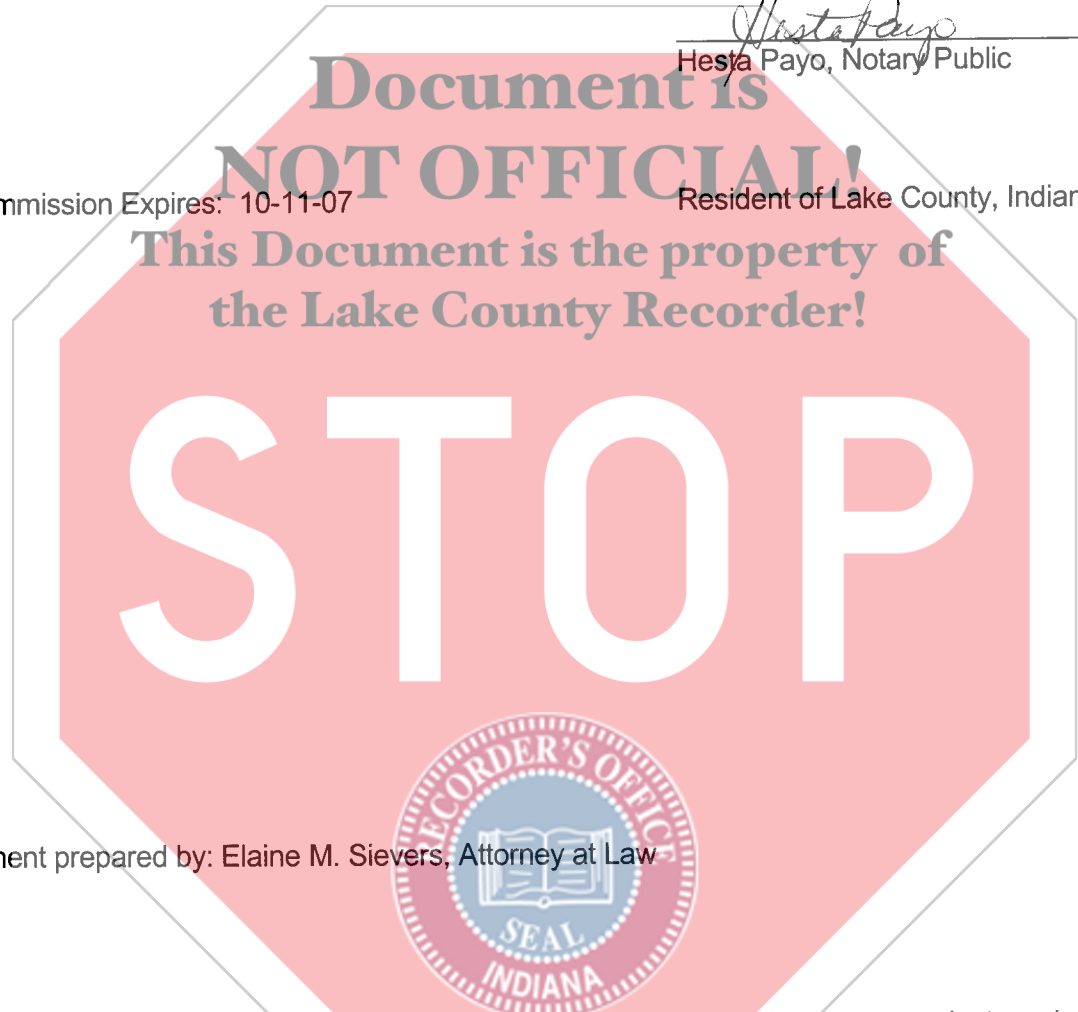 Hesta Payo
Hesta Payo, Notary Public
Document is
NOT OFFICIAL!
mmission Expires: 10-11-07
Resident of Lake County, Indian
This Document is the property of
the Lake County Recorder!
STOP
RECORDER'S OFFICE
ent prepared by: Elaine M. Sievers, Attorney at Law
SEAL
INDIANA